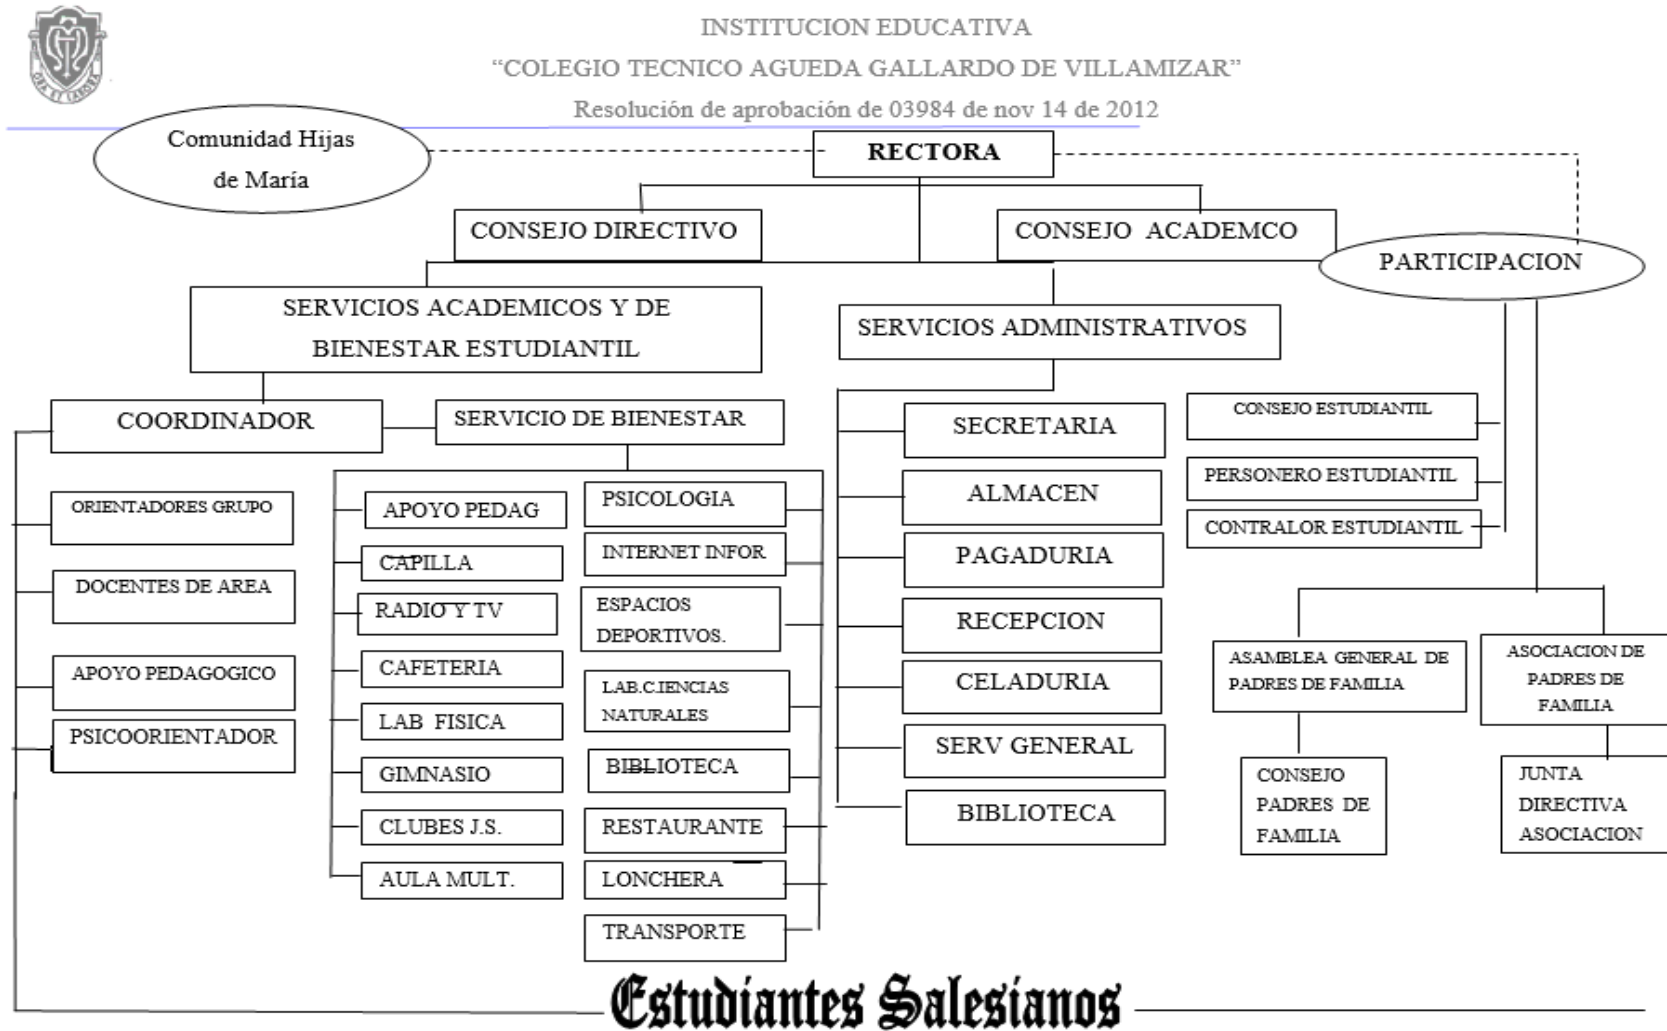 INSTITUCION EDUCATIVA
“COLEGIO TECNICO AGUEDA GALLARDO DE VILLAMIZAR”
Resolución de aprobación de 03984 de nov 14 de 2012
Comunidad Hijas
de María
RECTORA
CONSEJO DIRECTIVO
CONSEJO ACADEMCO
PARTICIPACION
SERVICIOS ACADEMICOS Y DE
BIENESTAR ESTUDIANTIL
SERVICIOS ADMINISTRATIVOS
COORDINADOR
SERVICIO DE BIENESTAR
ORIENTADORES GRUPO
DOCENTES DE AREA
APOYO PEDAGOGICO
PSICOORIENTADOR
APOYO PEDAG
CAPILLA
RADIO Y TV
CAFETERIA
LAB FISICA
GIMNASIO
CLUBES J.S.
AULA MULT.
PSICOLOGIA
INTERNET INFOR
ESPACIOS
DEPORTIVOS.
LAB.C.IENCIAS
NATURALES
BIBLIOTECA
RESTAURANTE
LONCHERA
TRANSPORTE
SECRETARIA
ALMACEN
PAGADURIA
RECEPCION
CELADURIA
SERV GENERAL
BIBLIOTECA
CONSEJO ESTUDIANTIL
PERSONERO ESTUDIANTIL
CONTRALOR ESTUDIANTIL
ASAMBLEA GENERAL DE
PADRES DE FAMILIA
CONSEJO
PADRES DE
FAMILIA
ASOCIACION DE
PADRES DE
FAMILIA
JUNTA
DIRECTIVA
ASOCIACION
Estudiantes Salesianos